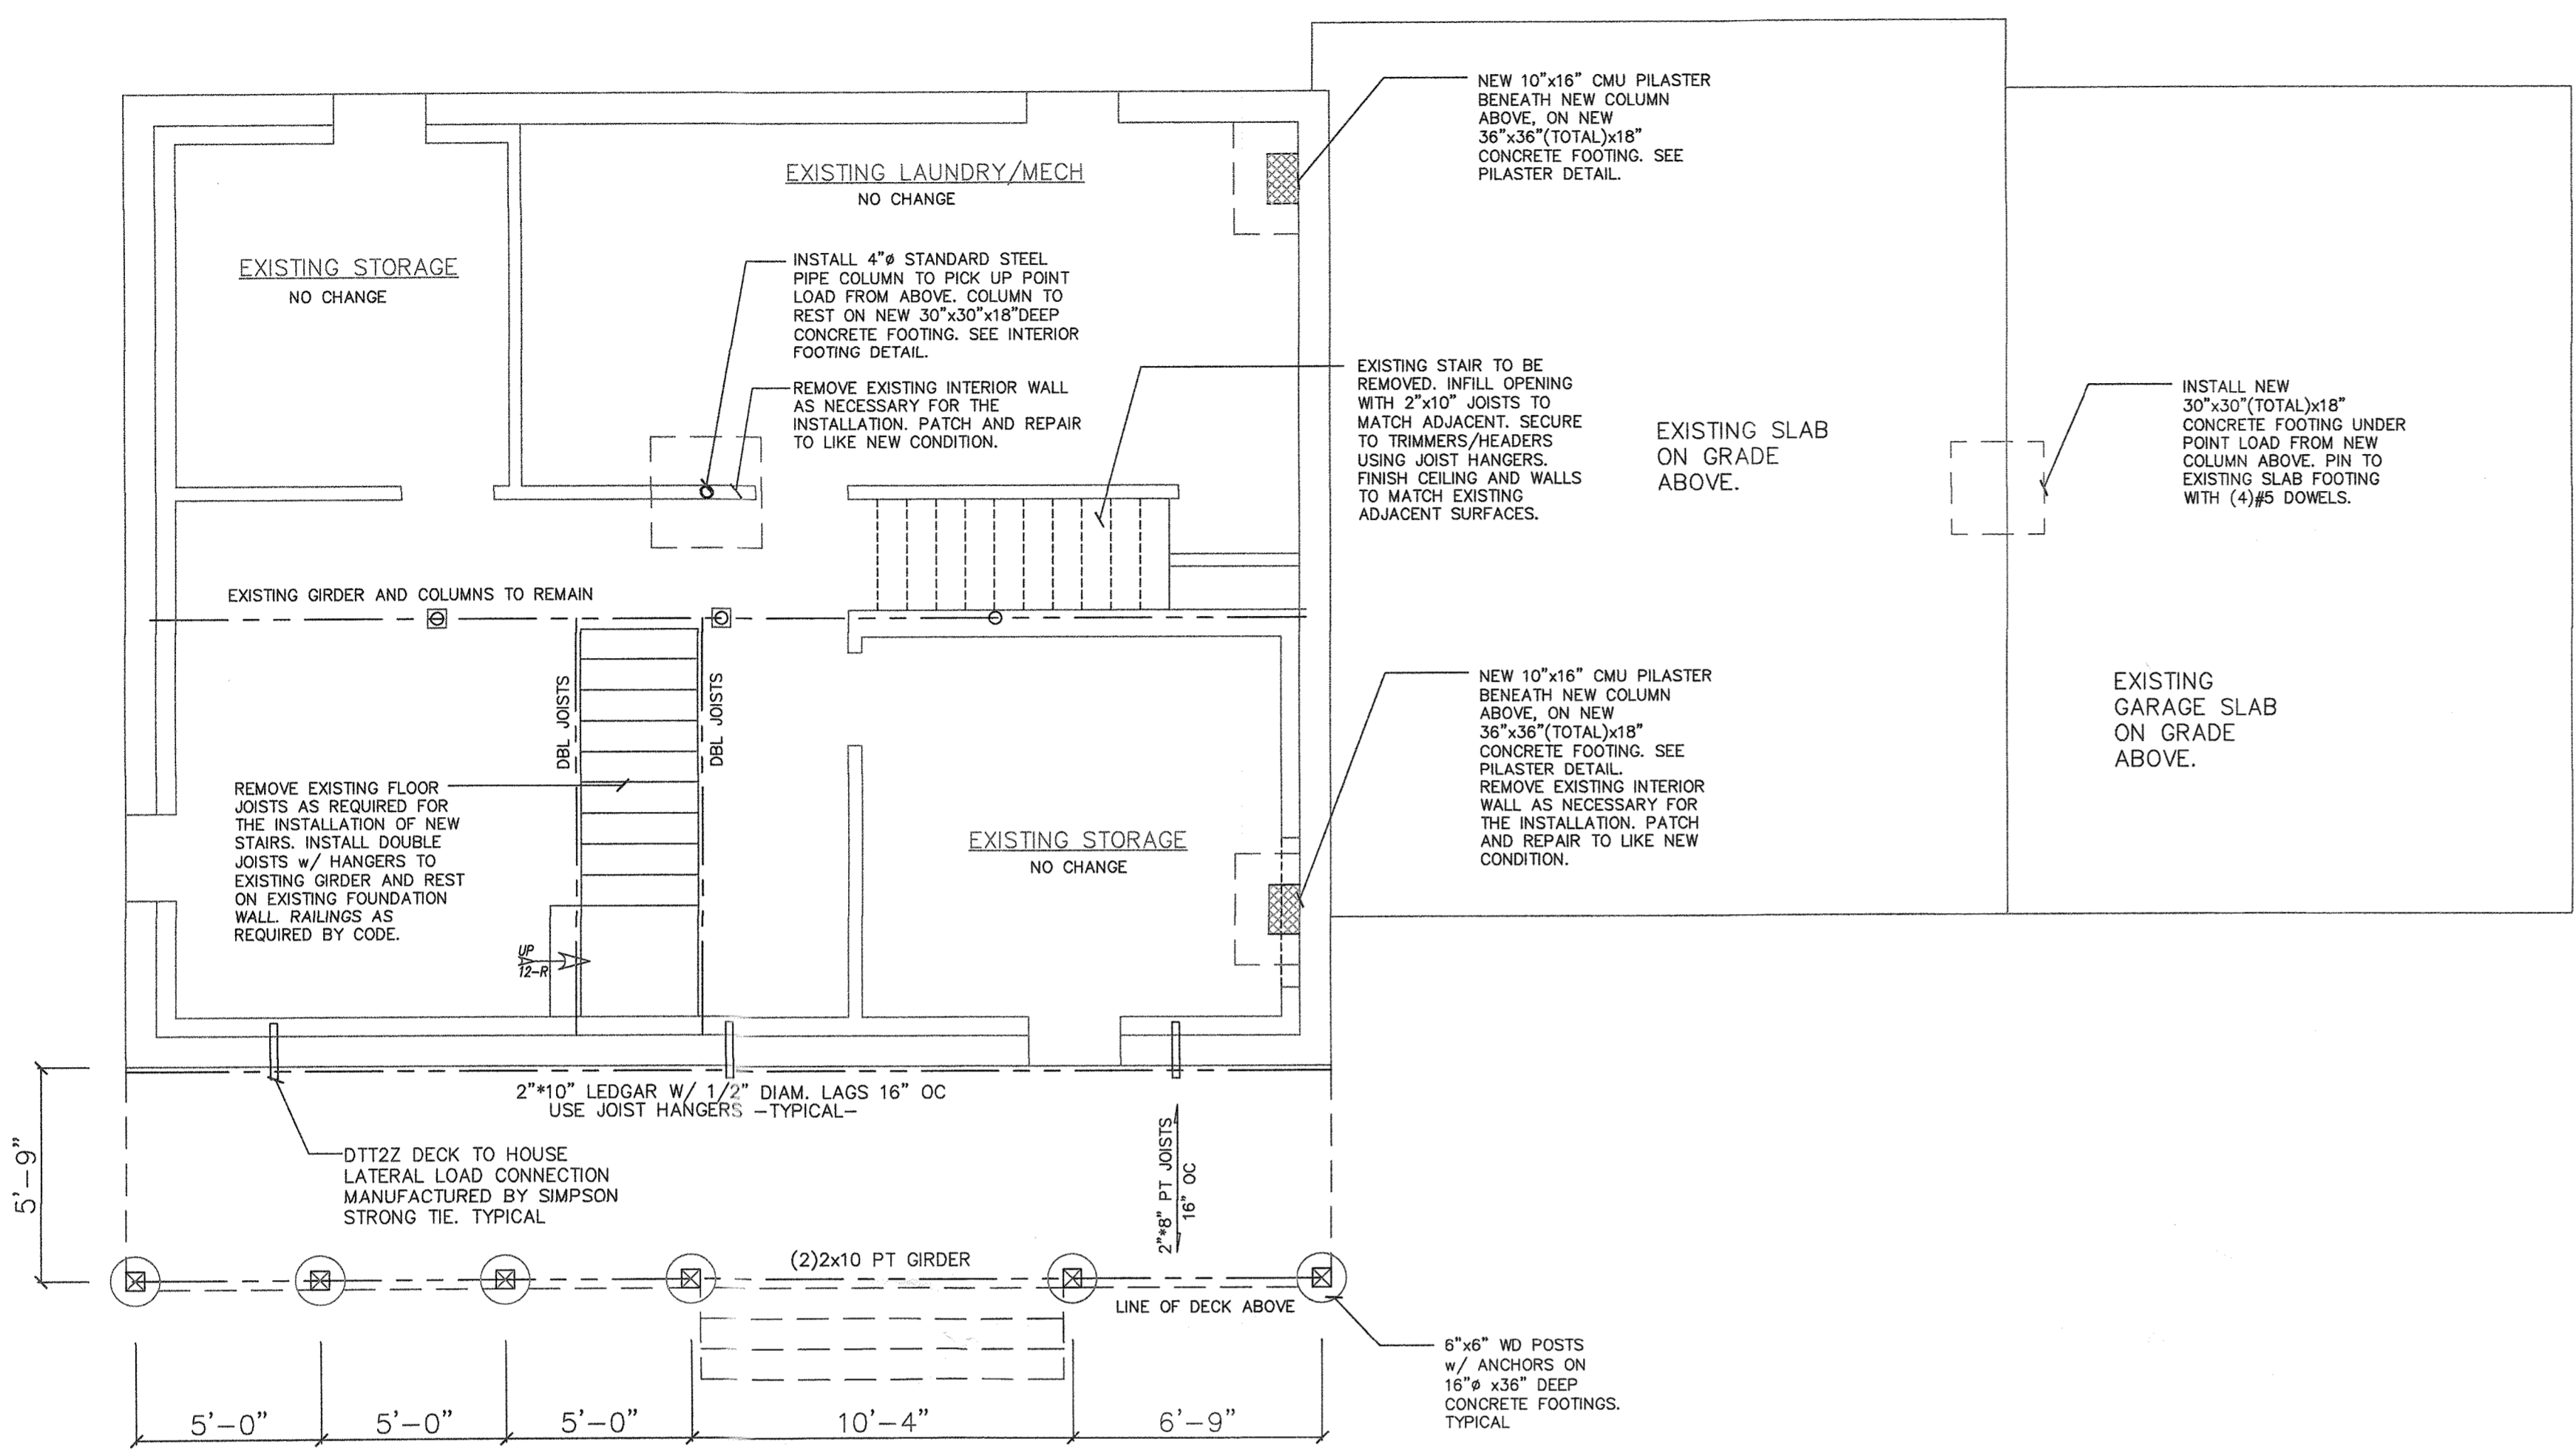 NEW 10"x16" CMU PILASTER
BENEATH NEW COLUMN
ABOVE, ON NEW
36"x36"(TOTAL)x18"
CONCRETE FOOTING. SEE
PILASTER DETAIL.
EXISTING LAUNDRY/MECH
NO CHANGE
EXISTING STORAGE
NO CHANGE
INSTALL 4"ø STANDARD STEEL
PIPE COLUMN TO PICK UP POINT
LOAD FROM ABOVE. COLUMN TO
REST ON NEW 30"x30"x18"DEEP
CONCRETE FOOTING. SEE INTERIOR
FOOTING DETAIL.
REMOVE EXISTING INTERIOR WALL
AS NECESSARY FOR THE
INSTALLATION. PATCH AND REPAIR
TO LIKE NEW CONDITION.
EXISTING STAIR TO BE
REMOVED. INFILL OPENING
WITH 2"x10" JOISTS TO
MATCH ADJACENT. SECURE
TO TRIMMERS/HEADERS
USING JOIST HANGERS.
FINISH CEILING AND WALLS
TO MATCH EXISTING
ADJACENT SURFACES.
EXISTING SLAB
ON GRADE
ABOVE.
INSTALL NEW
30"x30"(TOTAL)x18"
CONCRETE FOOTING UNDER
POINT LOAD FROM NEW
COLUMN ABOVE. PIN TO
EXISTING SLAB FOOTING
WITH (4)#5 DOWELS.
EXISTING GIRDER AND COLUMNS TO REMAIN
DBL JOISTS
DBL JOISTS
NEW 10"x16" CMU PILASTER
BENEATH NEW COLUMN
ABOVE, ON NEW
36"x36"(TOTAL)x18"
CONCRETE FOOTING. SEE
PILASTER DETAIL.
REMOVE EXISTING INTERIOR
WALL AS NECESSARY FOR
THE INSTALLATION. PATCH
AND REPAIR TO LIKE NEW
CONDITION.
EXISTING
GARAGE SLAB
ON GRADE
ABOVE.
REMOVE EXISTING FLOOR
JOISTS AS REQUIRED FOR
THE INSTALLATION OF NEW
STAIRS. INSTALL DOUBLE
JOISTS w/ HANGERS TO
EXISTING GIRDER AND REST
ON EXISTING FOUNDATION
WALL. RAILINGS AS
REQUIRED BY CODE.
EXISTING STORAGE
NO CHANGE
UP
12-R
2"*10" LEDGAR W/ 1/2" DIAM. LAGS 16" OC
USE JOIST HANGERS -TYPICAL-
5'-9"
DTT2Z DECK TO HOUSE
LATERAL LOAD CONNECTION
MANUFACTURED BY SIMPSON
STRONG TIE. TYPICAL
2"*8" PT JOISTS
16" OC
(2)2x10 PT GIRDER
LINE OF DECK ABOVE
6"x6" WD POSTS
w/ ANCHORS ON
16"ø x36" DEEP
CONCRETE FOOTINGS.
TYPICAL
5'-0"
5'-0"
5'-0"
10'-4"
6'-9"